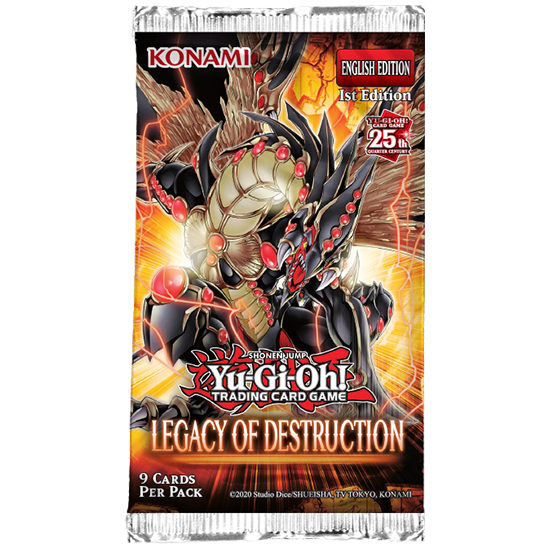 KONAMI
ENGLISH EDITION
1st Edition
YU-GI-OH!
CARD GAME
25th
QUARTER CENTURY
SHONEN JUMP
Yu-Gi-Oh!
TRADING CARD GAME
LEGACY OF DESTRUCTION
9 CARDS
PER PACK
©2020 Studio Dice/SHUEISHA, TV TOKYO, KONAMI